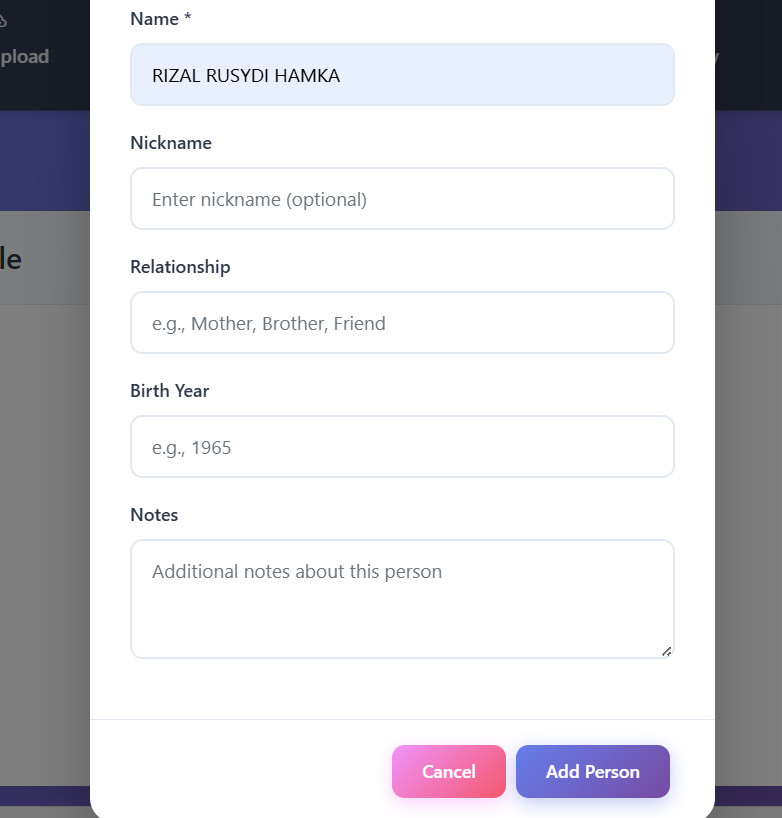 Name *
pload
RIZAL RUSYDI HAMKA
Nickname
Enter nickname (optional)
Relationship
le
e.g., Mother, Brother, Friend
Birth Year
e.g., 1965
Notes
Additional notes about this person
Cancel
Add Person